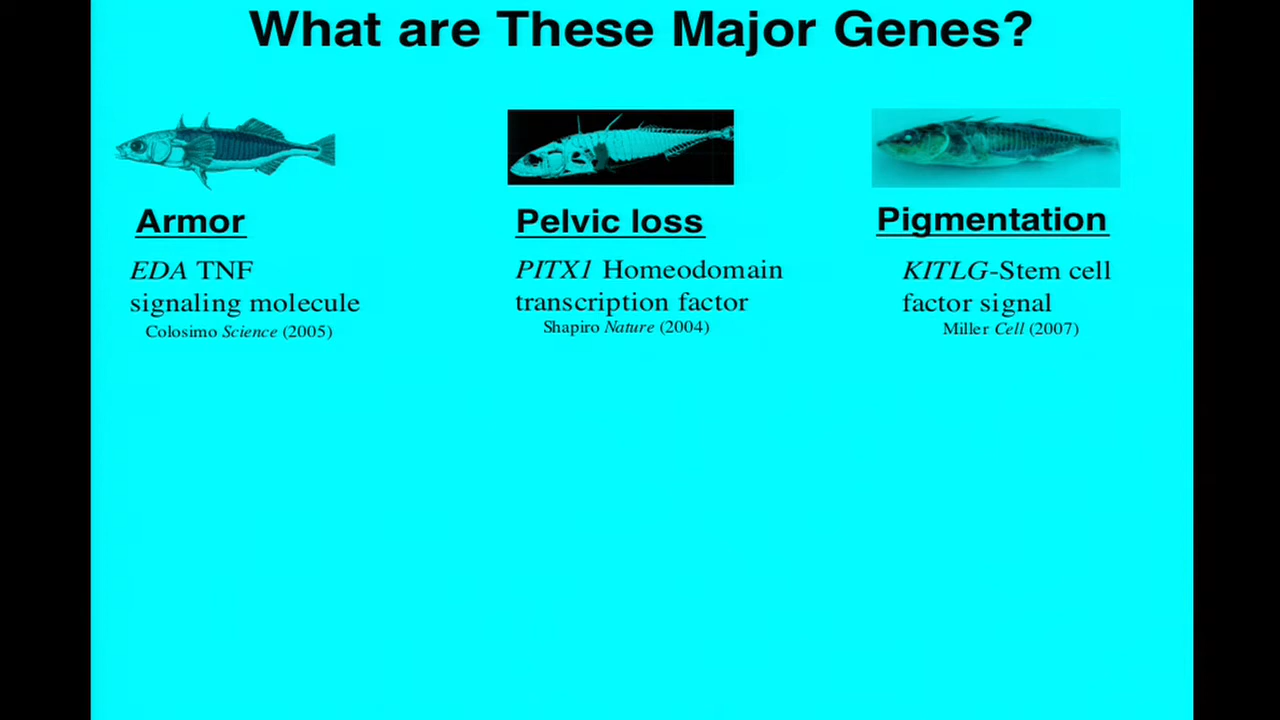 What are These Major Genes?
Armor
EDA TNF
signaling molecule
Colosimo Science (2005)
Pelvic loss
PITX1 Homeodomain
transcription factor
Shapiro Nature (2004)
Pigmentation
KITLG-Stem cell
factor signal
Miller Cell (2007)